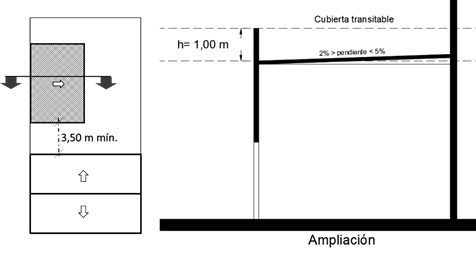 Cubierta transitable
h= 1,00 m
2% > pendiente < 5%
3,50 m mín.
Ampliación